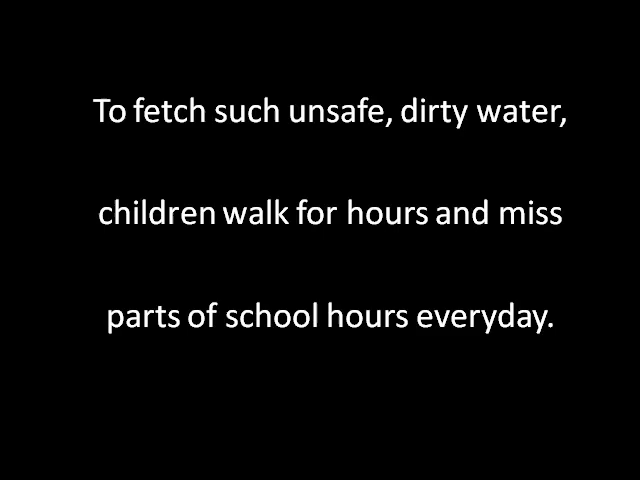 To fetch such unsafe, dirty water,
children walk for hours and miss
parts of school hours everyday.